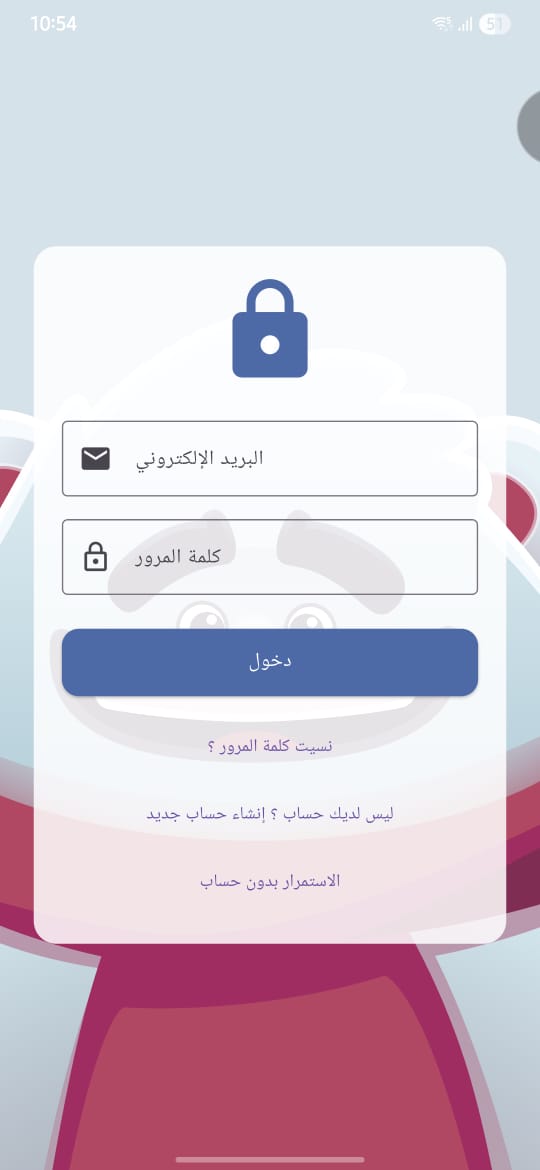 10:54
51
البريد الإلكتروني
كلمة المرور
دخول
نسيت كلمة المرور ؟
ليس لديك حساب ؟ إنشاء حساب جديد
الاستمرار بدون حساب